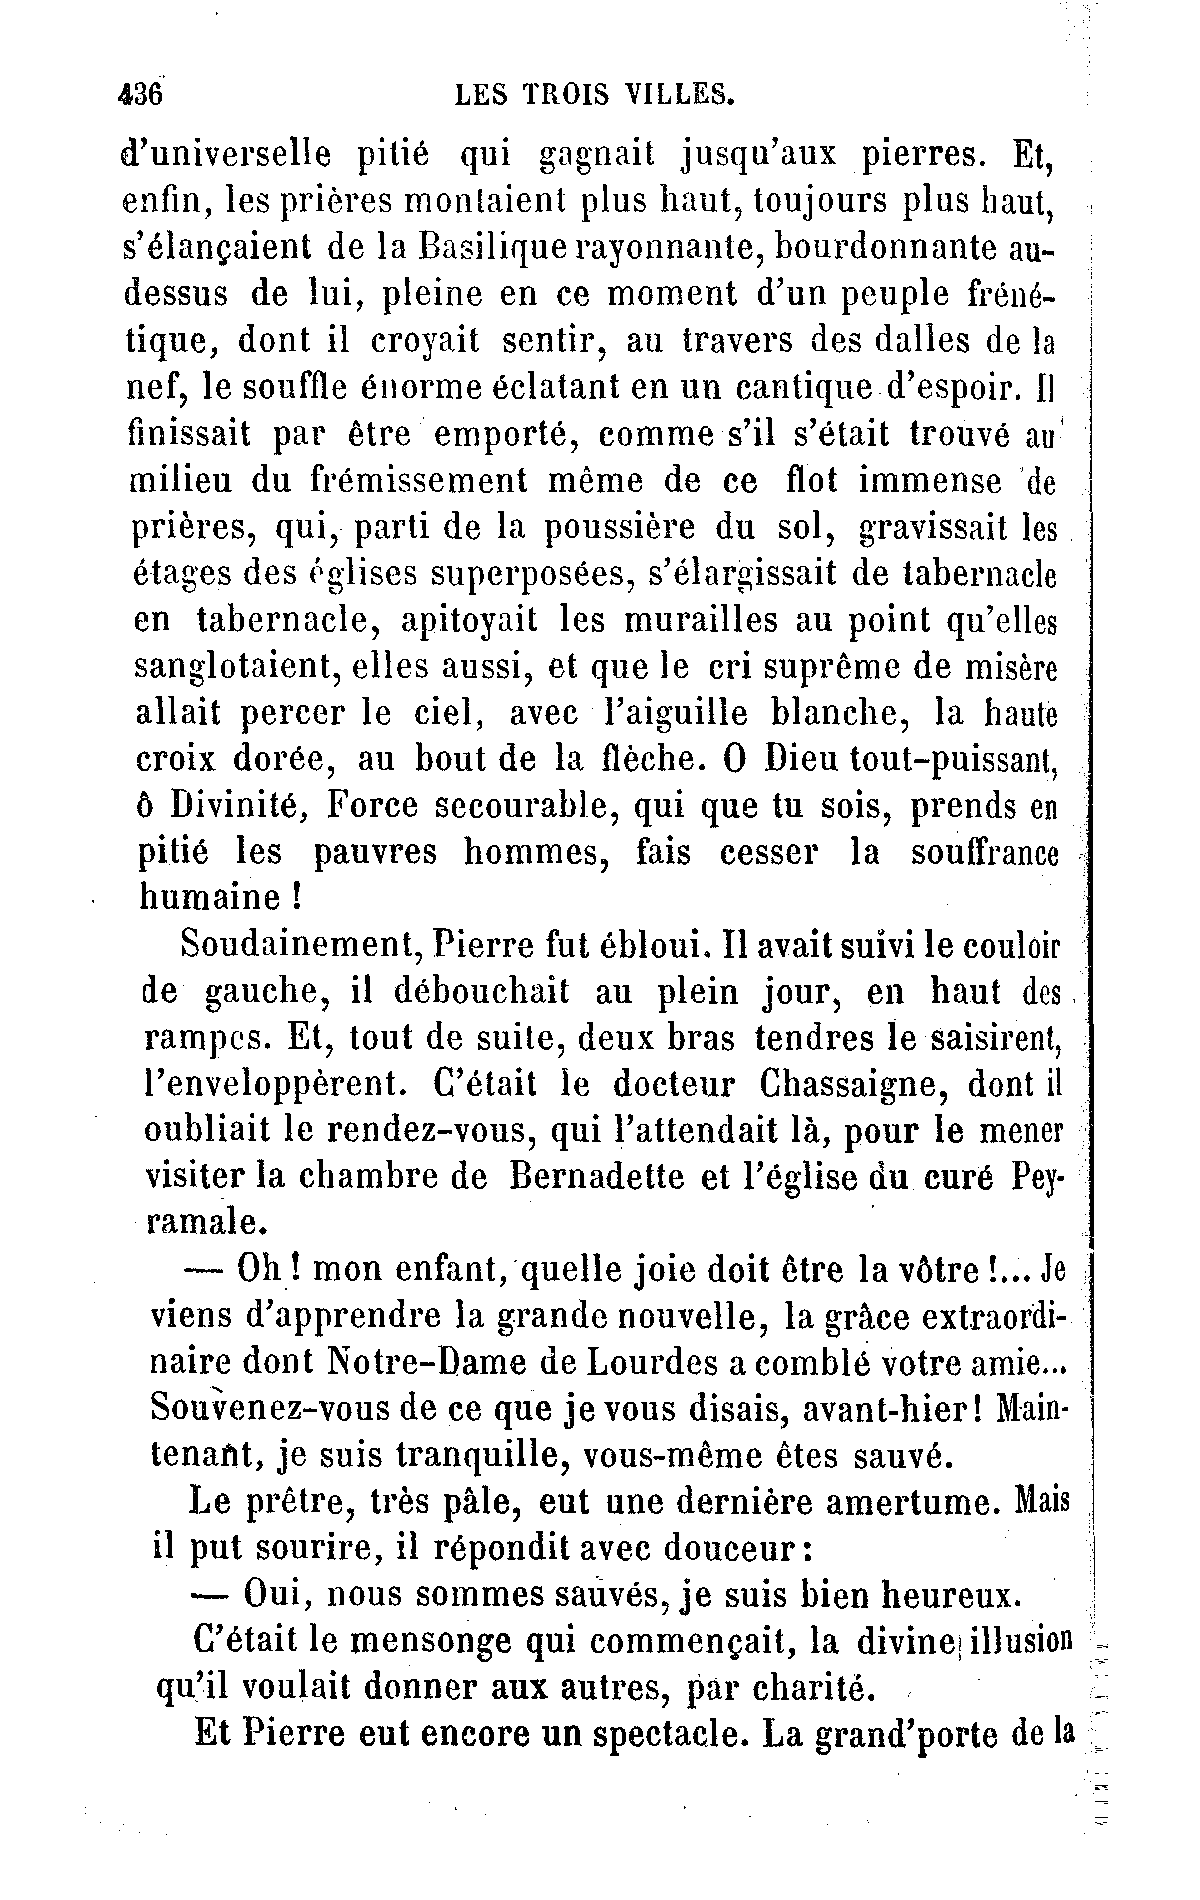 436 LES TROIS VILLES.
d'universelle pitié qui gagnait jusqu'aux pierres. Et,
enfin, les prières montaient plus haut, toujours plus haut,
s'élançaient de la Basilique rayonnante, bourdonnante au-
dessus de lui, pleine en ce moment d'un peuple fréné-
tique, dont il croyait sentir, au travers des dalles de la
nef, le souffle énorme éclatant en un cantique d'espoir. Il
finissait par être emporté, comme s'il s'était trouvé au
milieu du frémissement même de ce flot immense de
prières, qui, parti de la poussière du sol, gravissait les
étages des églises superposées, s'élargissait de tabernacle
en tabernacle, apitoyait les murailles au point qu'elles
sanglotaient, elles aussi, et que le cri suprême de misère
allait percer le ciel, avec l'aiguille blanche, la haute
croix dorée, au bout de la flèche. O Dieu tout-puissant,
ô Divinité, Force secourable, qui que tu sois, prends en
pitié les pauvres hommes, fais cesser la souffrance
humaine !
Soudainement, Pierre fut ébloui. Il avait suivi le couloir
de gauche, il débouchait au plein jour, en haut des
rampes. Et, tout de suite, deux bras tendres le saisirent,
l'enveloppèrent. C'était le docteur Chassaigne, dont il
oubliait le rendez-vous, qui l'attendait là, pour le mener
visiter la chambre de Bernadette et l'église du curé Pey-
ramale.
— Oh ! mon enfant, quelle joie doit être la vôtre !... Je
viens d'apprendre la grande nouvelle, la grâce extraordi-
naire dont Notre-Dame de Lourdes a comblé votre amie...
Souvenez-vous de ce que je vous disais, avant-hier ! Main-
tenant, je suis tranquille, vous-même êtes sauvé.
Le prêtre, très pâle, eut une dernière amertume. Mais
il put sourire, il répondit avec douceur :
— Oui, nous sommes sauvés, je suis bien heureux.
C'était le mensonge qui commençait, la divine illusion
qu'il voulait donner aux autres, par charité.
Et Pierre eut encore un spectacle. La grand'porte de la